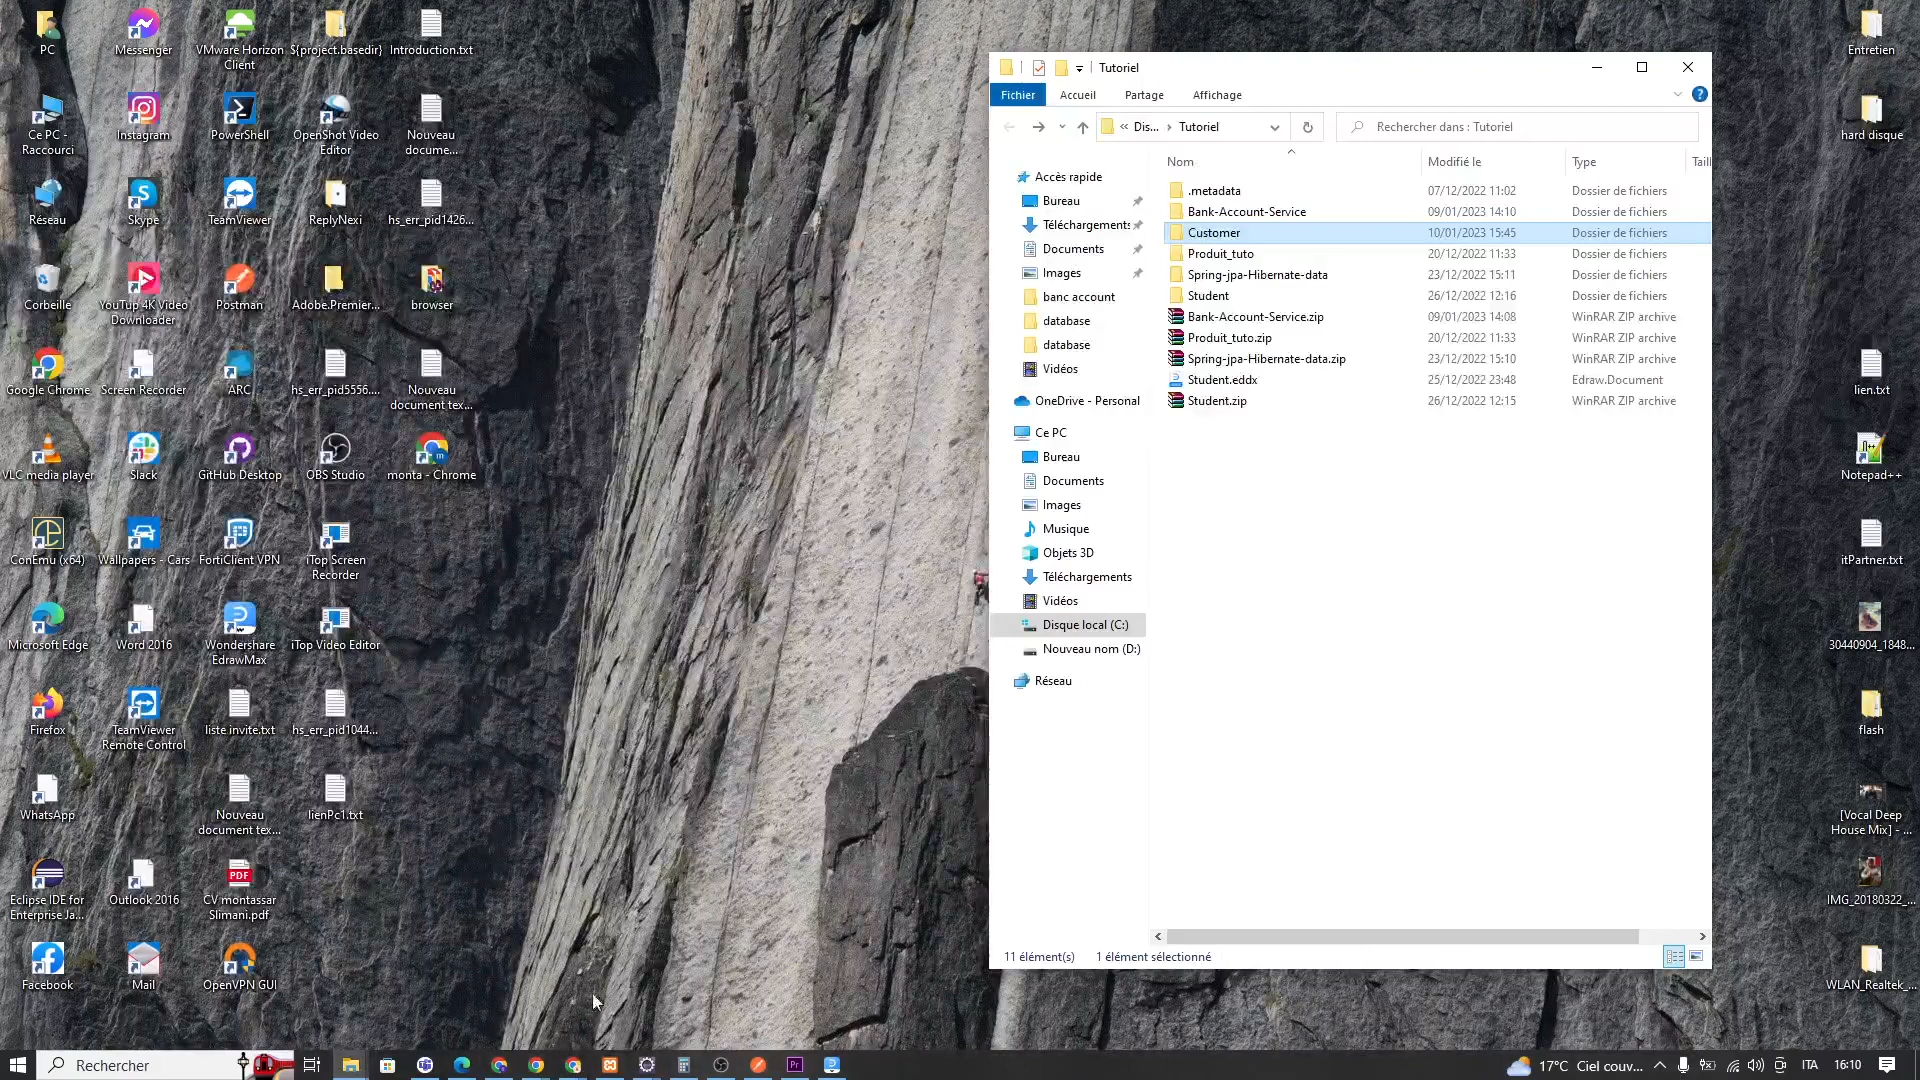 PC
Messenger
VMware Horizon
Client
${project.basedir}
Introduction.txt
Ce PC -
Raccourci
Instagram
PowerShell
OpenShot Video
Editor
Nouveau
docume...
Réseau
Skype
TeamViewer
ReplyNexi
hs_err_pid1426...
Corbeille
YouTup 4K Video
Downloader
Postman
Adobe.Premier...
browser
Google Chrome
Screen Recorder
ARC
hs_err_pid5556....
Nouveau
document tex...
VLC media player
Slack
GitHub Desktop
OBS Studio
monta - Chrome
ConEmu (x64)
Wallpapers - Cars
FortiClient VPN
iTop Screen
Recorder
Microsoft Edge
Word 2016
Wondershare
EdrawMax
iTop Video Editor
Firefox
TeamViewer
Remote Control
liste invite.txt
hs_err_pid1044...
WhatsApp
Nouveau
document tex...
lienPc1.txt
Eclipse IDE for
Enterprise Ja...
Outlook 2016
PDF
CV montassar
Slimani.pdf
Facebook
Mail
OpenVPN GUI
Tutoriel
Fichier
Accueil
Partage
Affichage
« Dis... › Tutoriel
Rechercher dans : Tutoriel
Accès rapide
Bureau
Téléchargements
Documents
Images
banc account
database
database
Vidéos
OneDrive - Personal
Ce PC
Bureau
Documents
Images
Musique
Objets 3D
Téléchargements
Vidéos
Disque local (C:)
Nouveau nom (D:)
Réseau
Nom Modifié le Type Taill
.metadata 07/12/2022 11:02 Dossier de fichiers
Bank-Account-Service 09/01/2023 14:10 Dossier de fichiers
Customer 10/01/2023 15:45 Dossier de fichiers
Produit_tuto 20/12/2022 11:33 Dossier de fichiers
Spring-jpa-Hibernate-data 23/12/2022 15:11 Dossier de fichiers
Student 26/12/2022 12:16 Dossier de fichiers
Bank-Account-Service.zip 09/01/2023 14:08 WinRAR ZIP archive
Produit_tuto.zip 20/12/2022 11:33 WinRAR ZIP archive
Spring-jpa-Hibernate-data.zip 23/12/2022 15:10 WinRAR ZIP archive
Student.eddx 25/12/2022 23:48 Edraw.Document
Student.zip 26/12/2022 12:15 WinRAR ZIP archive
11 élément(s) 1 élément sélectionné
Entretien
hard disque
lien.txt
Notepad++
itPartner.txt
30440904_1848...
flash
[Vocal Deep
House Mix] - ...
IMG_20180322_...
WLAN_Realtek_...
Rechercher
Pr
17°C Ciel couv...
ITA
16:10